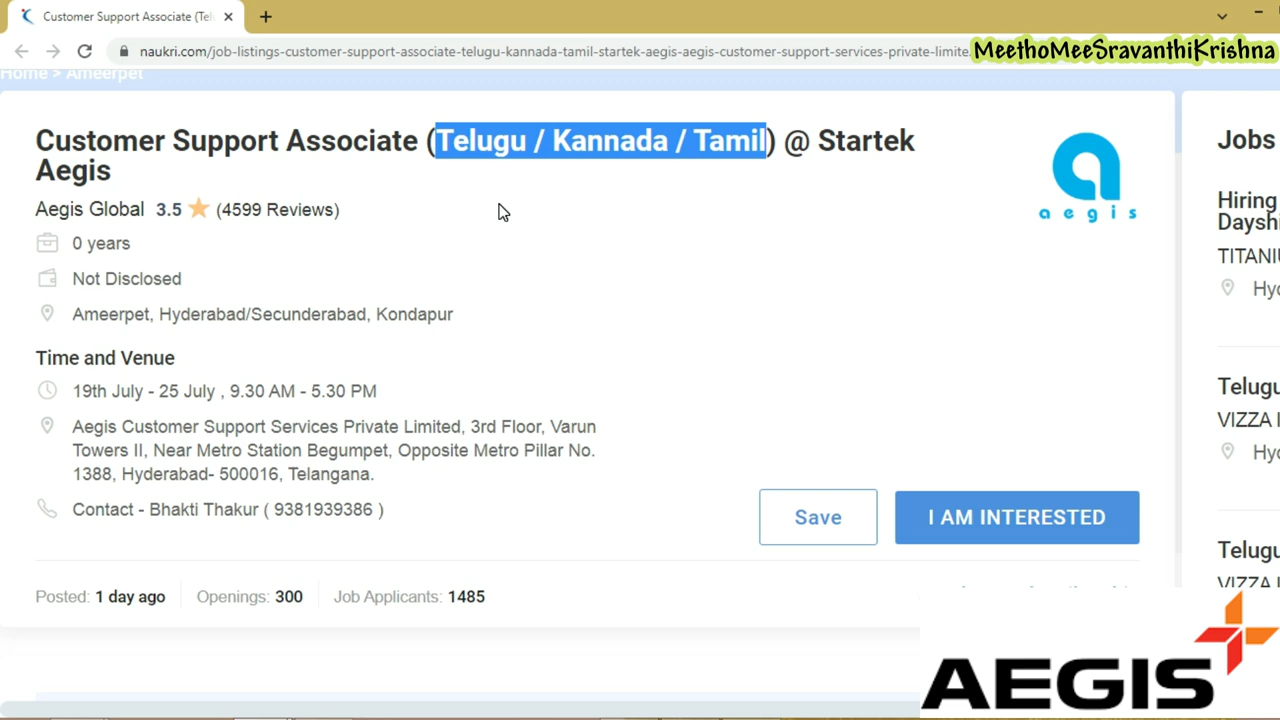 Customer Support Associate (Tel
naukri.com/job-listings-customer-support-associate-telugu-kannada-tamil-startek-aegis-aegis-customer-support-services-private-limite
MeethoMeeSravanthiKrishna
Home > Ameerpet
Customer Support Associate (Telugu / Kannada / Tamil) @ Startek
Aegis
Aegis Global 3.5 (4599 Reviews)
0 years
Not Disclosed
Ameerpet, Hyderabad/Secunderabad, Kondapur
Time and Venue
19th July - 25 July , 9.30 AM - 5.30 PM
Aegis Customer Support Services Private Limited, 3rd Floor, Varun
Towers II, Near Metro Station Begumpet, Opposite Metro Pillar No.
1388, Hyderabad- 500016, Telangana.
Contact - Bhakti Thakur ( 9381939386 )
Save
I AM INTERESTED
Posted: 1 day ago
Openings: 300
Job Applicants: 1485
aegis
Jobs
Hiring
Dayshi
TITANIU
Hyd
Telugu
VIZZA I
Hyd
Telugu
VIZZA I
AEGIS